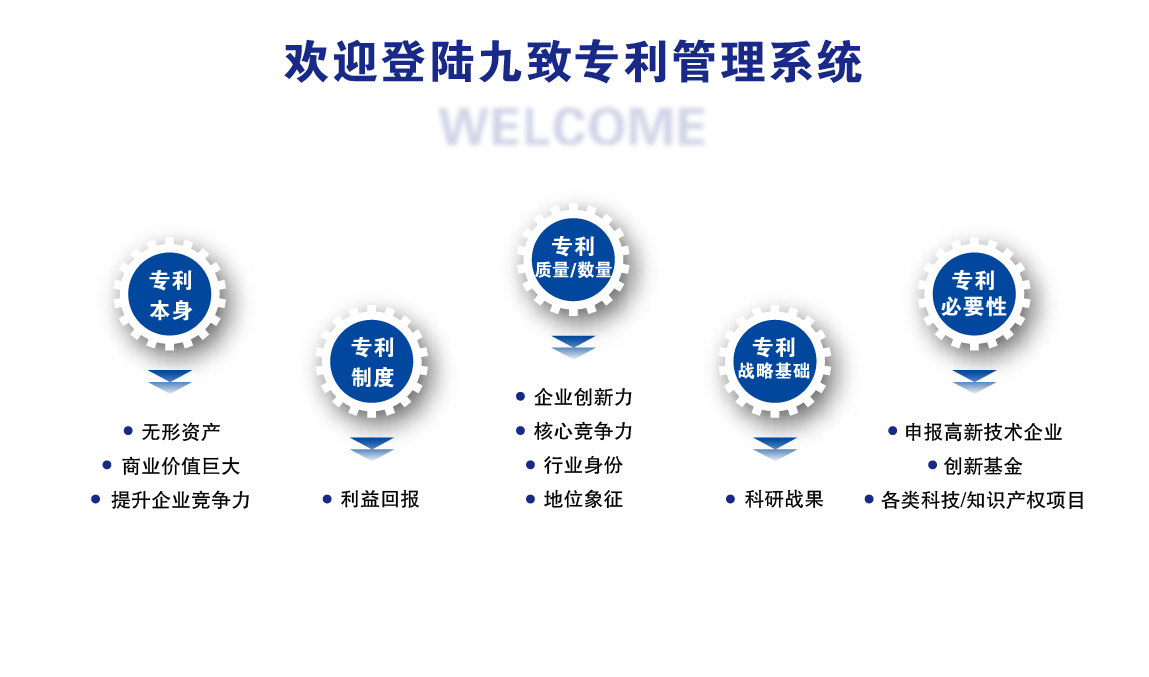 欢迎登陆九致专利管理系统
WELCOME
专利
本身
无形资产
商业价值巨大
提升企业竞争力
专利
制度
利益回报
专利
质量/数量
企业创新力
核心竞争力
行业身份
地位象征
专利
战略基础
科研战果
专利
必要性
申报高新技术企业
创新基金
各类科技/知识产权项目